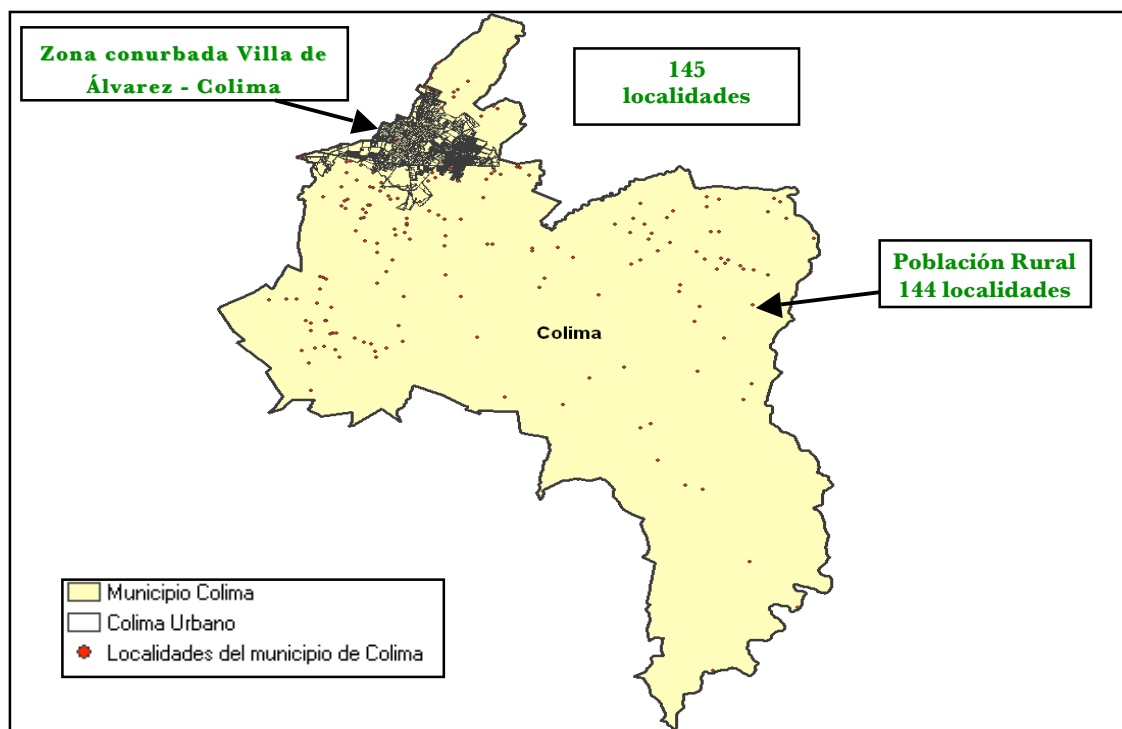 Zona conurbada Villa de
Álvarez - Colima
145
localidades
Población Rural
144 localidades
Colima
Municipio Colima
Colima Urbano
Localidades del municipio de Colima